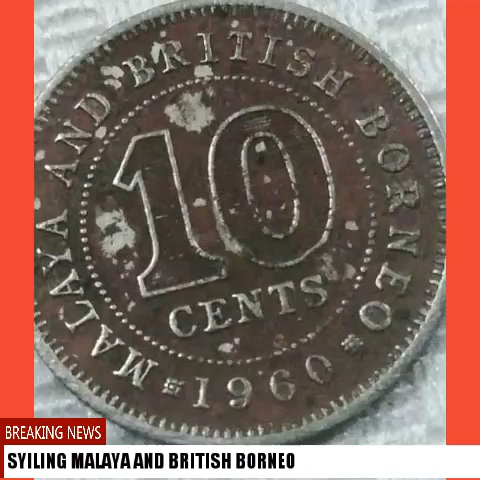 MALAYA AND BRITISH BORNEO
10
CENTS
1960
BREAKING NEWS
SYILING MALAYA AND BRITISH BORNEO